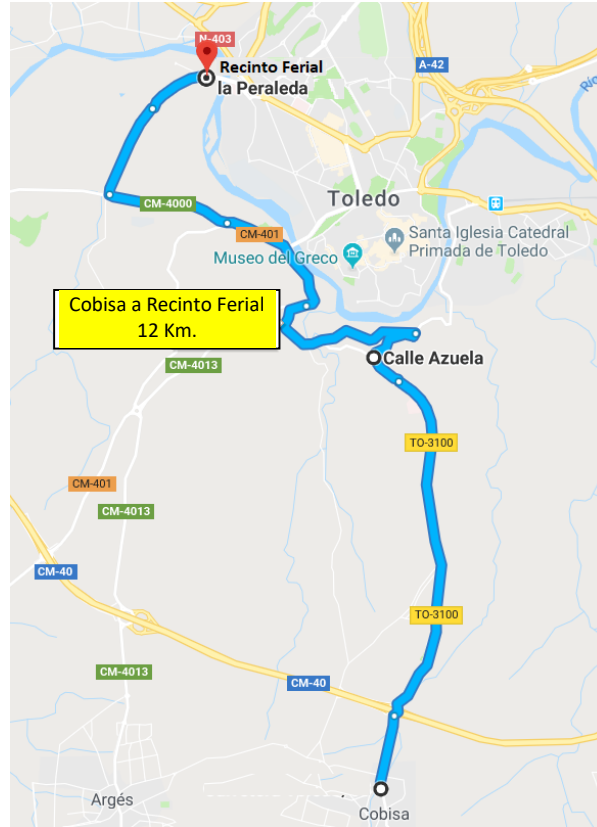 N-403
Recinto Ferial
la Peraleda
A-42
Toledo
CM-4000
CM-401
Santa Iglesia Catedral
Primada de Toledo
Museo del Greco
Cobisa a Recinto Ferial
12 Km.
Calle Azuela
CM-4013
TO-3100
CM-401
CM-4013
CM-40
TO-3100
CM-4013
CM-40
Argés
Cobisa